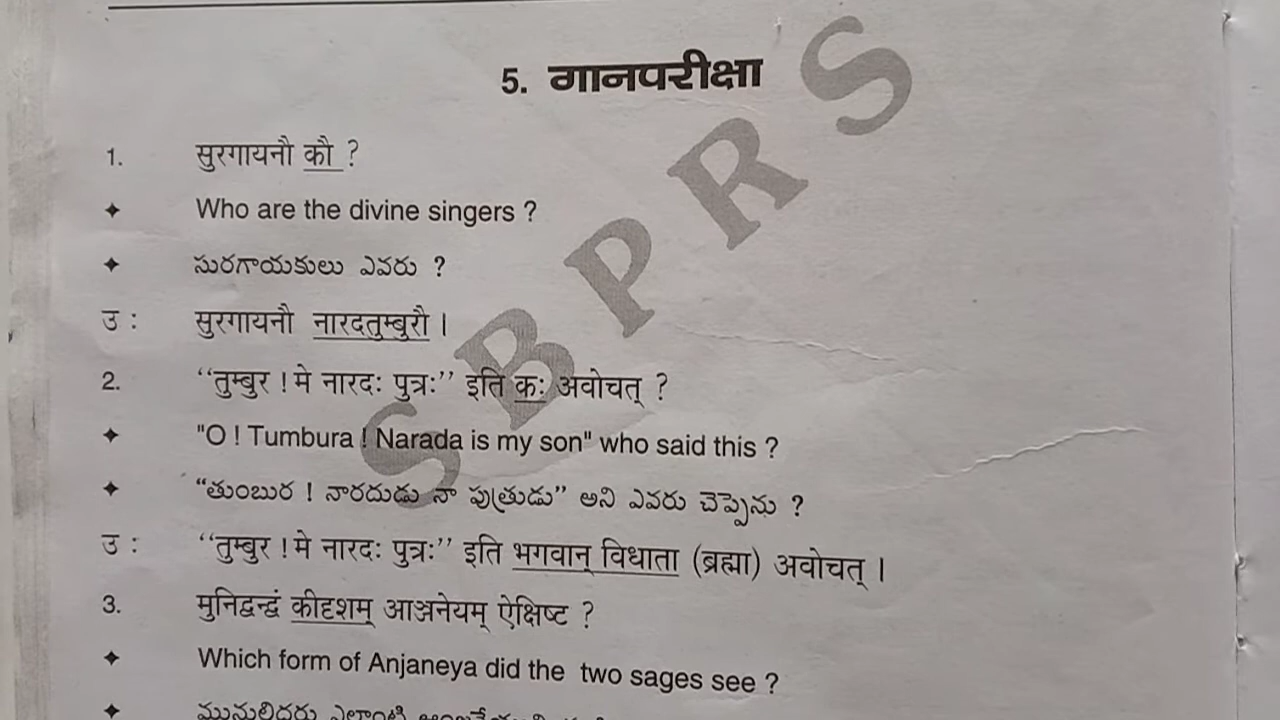 5. गानपरीक्षा
1. सुरगायनौ कौ ?
✦ Who are the divine singers ?
✦ సురగాయకులు ఎవరు ?
उ : सुरगायनौ नारदतुम्बुरौ ।
2. ‘‘तुम्बुर ! मे नारदः पुत्रः’’ इति कः अवोचत् ?
✦ "O ! Tumbura ! Narada is my son" who said this ?
✦ “తుంబుర ! నారదుడు నా పుత్రుడు” అని ఎవరు చెప్పెను ?
उ : ‘‘तुम्बुर ! मे नारदः पुत्रः’’ इति भगवान् विधाता (ब्रह्मा) अवोचत् ।
3. मुनिद्वन्द्वं कीदृशम् आञ्जनेयम् ऐक्षिष्ट ?
✦ Which form of Anjaneya did the two sages see ?
✦ మునులిద్దరు ఎలాంటి
SBPRS